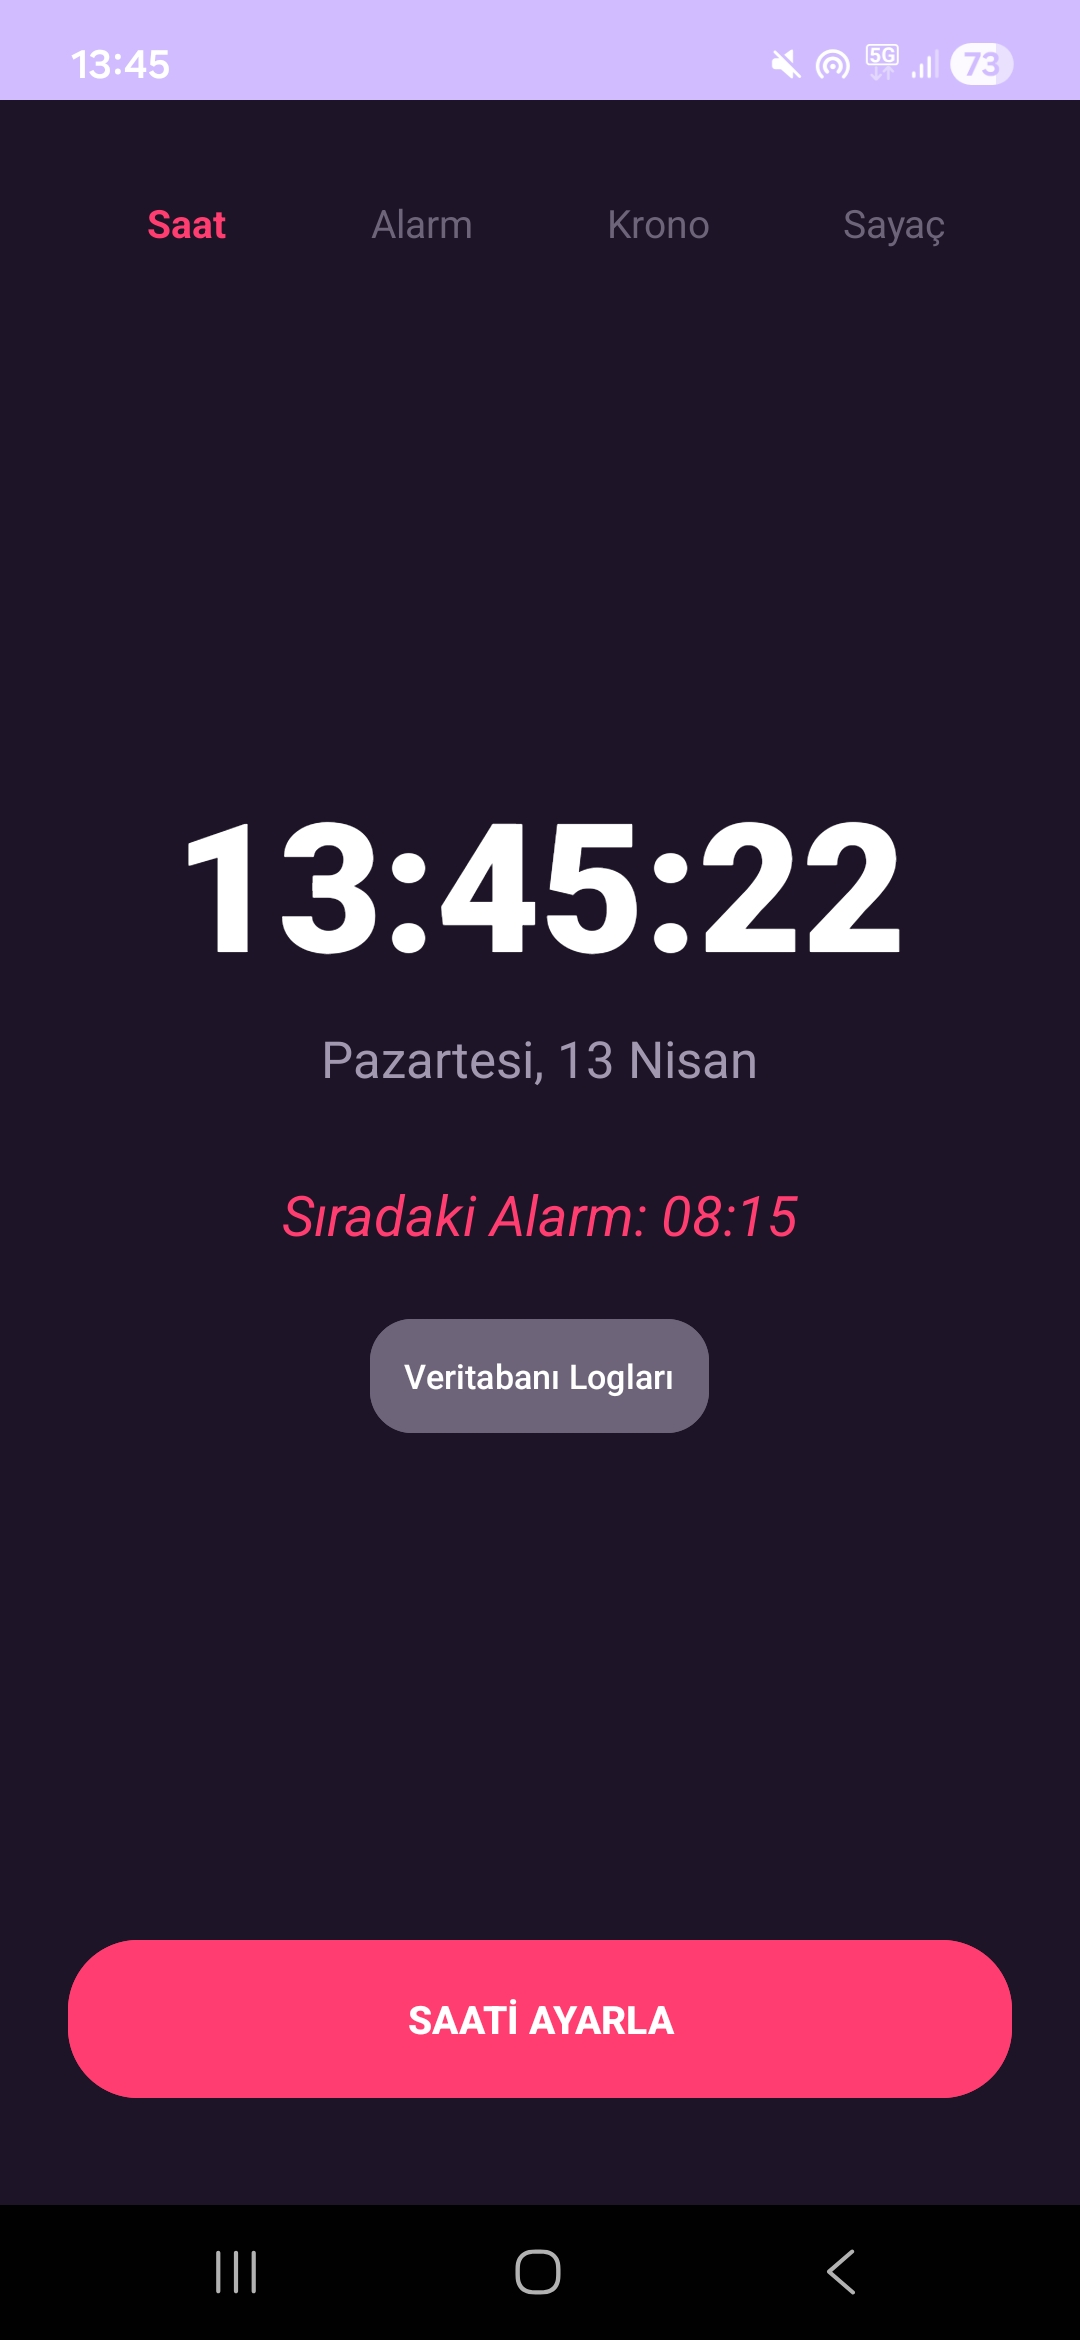 13:45 5G 73
Saat Alarm Krono Sayaç
13:45:22
Pazartesi, 13 Nisan
Sıradaki Alarm: 08:15
Veritabanı Logları
SAATİ AYARLA